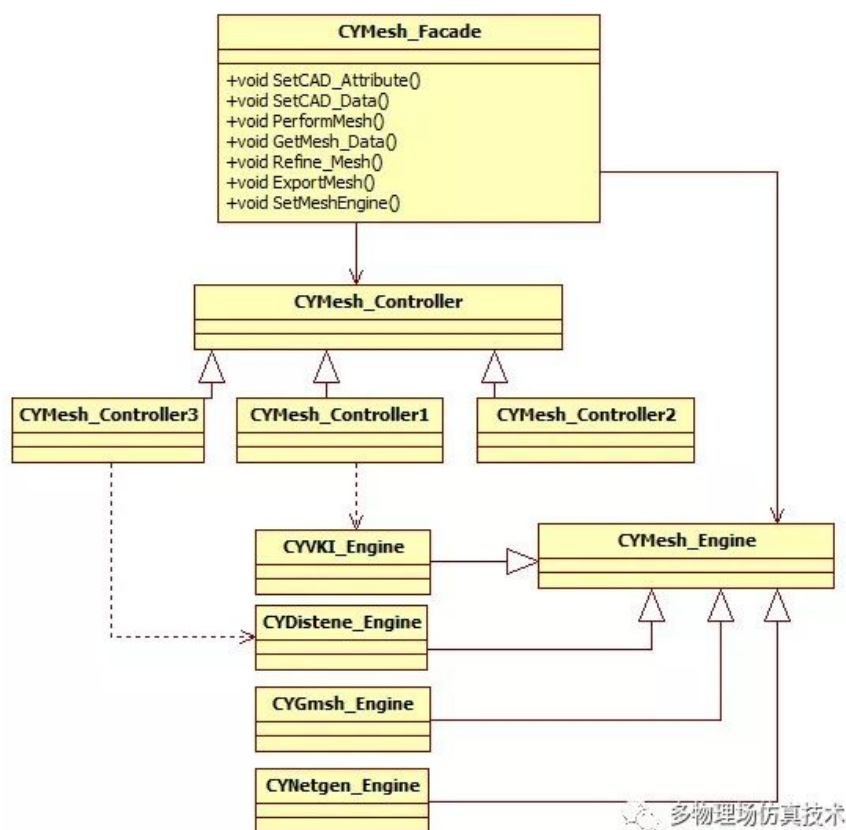 CYMesh_Facade
+void SetCAD_Attribute()
+void SetCAD_Data()
+void PerformMesh()
+void GetMesh_Data()
+void Refine_Mesh()
+void ExportMesh()
+void SetMeshEngine()
CYMesh_Controller
CYMesh_Controller3
CYMesh_Controller1
CYMesh_Controller2
CYVKI_Engine
CYMesh_Engine
CYDistene_Engine
CYGmsh_Engine
CYNetgen_Engine
多物理场仿真技术